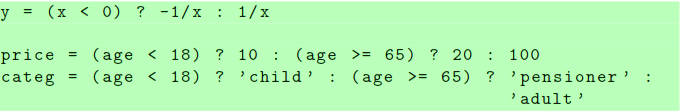 y = (x < 0) ? -1/x : 1/x
price = (age < 18) ? 10 : (age >= 65) ? 20 : 100
categ = (age < 18) ? ’child’ : (age >= 65) ? ’pensioner’ :
’adult’